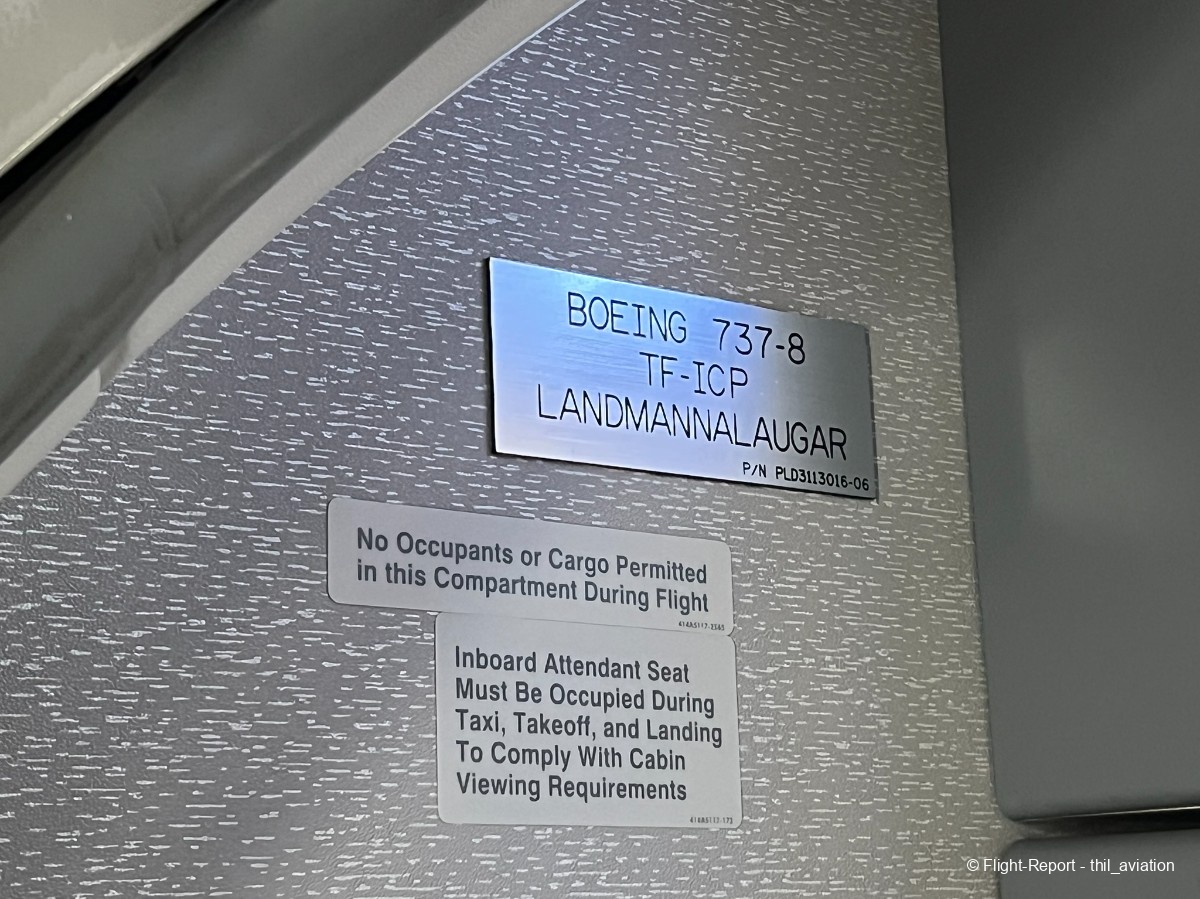 BOEING 737-8
TF-ICP
LANDMANNALAUGAR
P/N PLD3113016-06
No Occupants or Cargo Permitted
in this Compartment During Flight
Inboard Attendant Seat
Must Be Occupied During
Taxi, Takeoff, and Landing
To Comply With Cabin
Viewing Requirements
© Flight-Report - thil_aviation